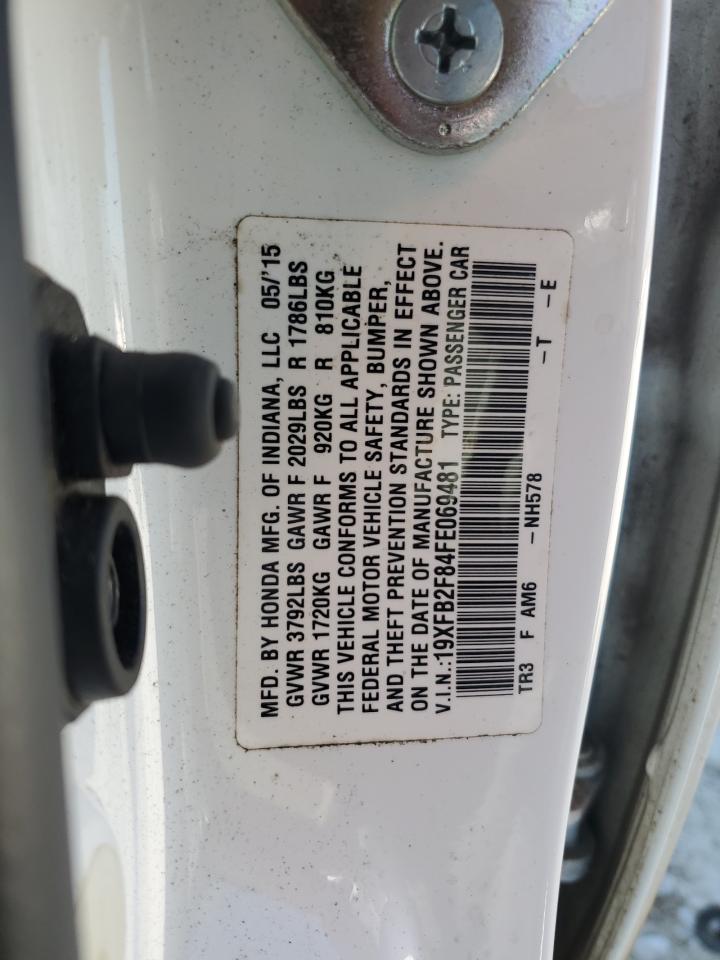 MFD. BY HONDA MFG. OF INDIANA, LLC 05/'15
GVWR 3792LBS GAWR F 2029LBS R 1786LBS
GVWR 1720KG GAWR F 920KG R 810KG
THIS VEHICLE CONFORMS TO ALL APPLICABLE
FEDERAL MOTOR VEHICLE SAFETY, BUMPER,
AND THEFT PREVENTION STANDARDS IN EFFECT
ON THE DATE OF MANUFACTURE SHOWN ABOVE.
V.I.N.:19XFB2F84FE069481 TYPE: PASSENGER CAR
TR3 F AM6 -NH578 -T -E